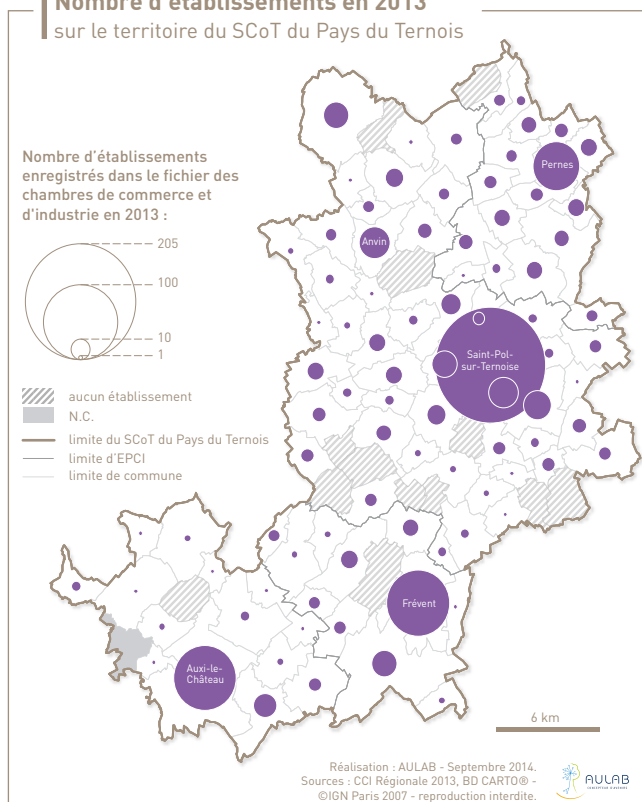 Nombre d'établissements en 2013
sur le territoire du SCoT du Pays du Ternois
Nombre d'établissements
enregistrés dans le fichier des
chambres de commerce et
d'industrie en 2013 :
205
100
10
1
aucun établissement
N.C.
limite du SCoT du Pays du Ternois
limite d'EPCI
limite de commune
Pernes
Anvin
Saint-Pol-
sur-Ternoise
Frévent
Auxi-le-
Château
6 km
Réalisation : AULAB - Septembre 2014.
Sources : CCI Régionale 2013, BD CARTO® -
©IGN Paris 2007 - reproduction interdite.
AULAB